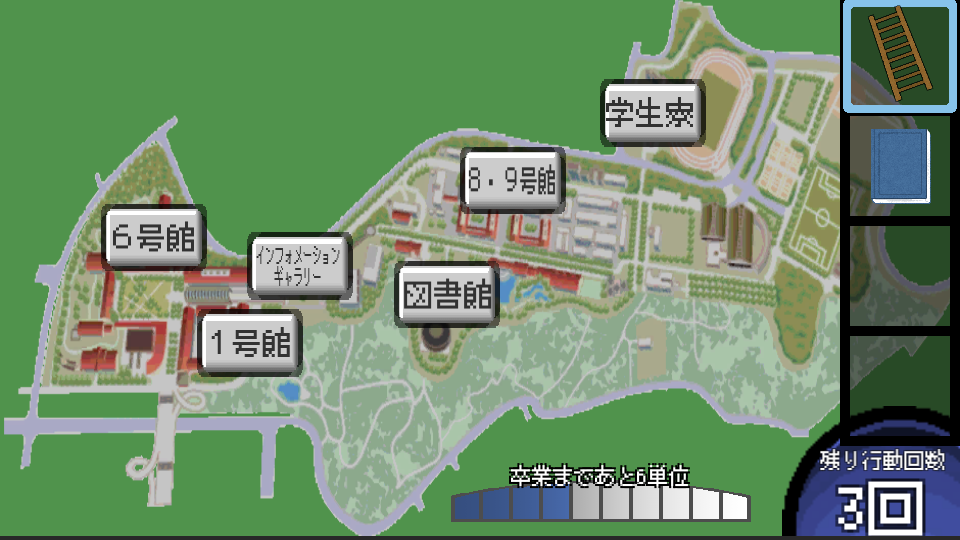 学生寮
8・9号館
6号館
インフォメーション
ギャラリー
図書館
1号館
卒業まであと6単位
残り行動回数
3回